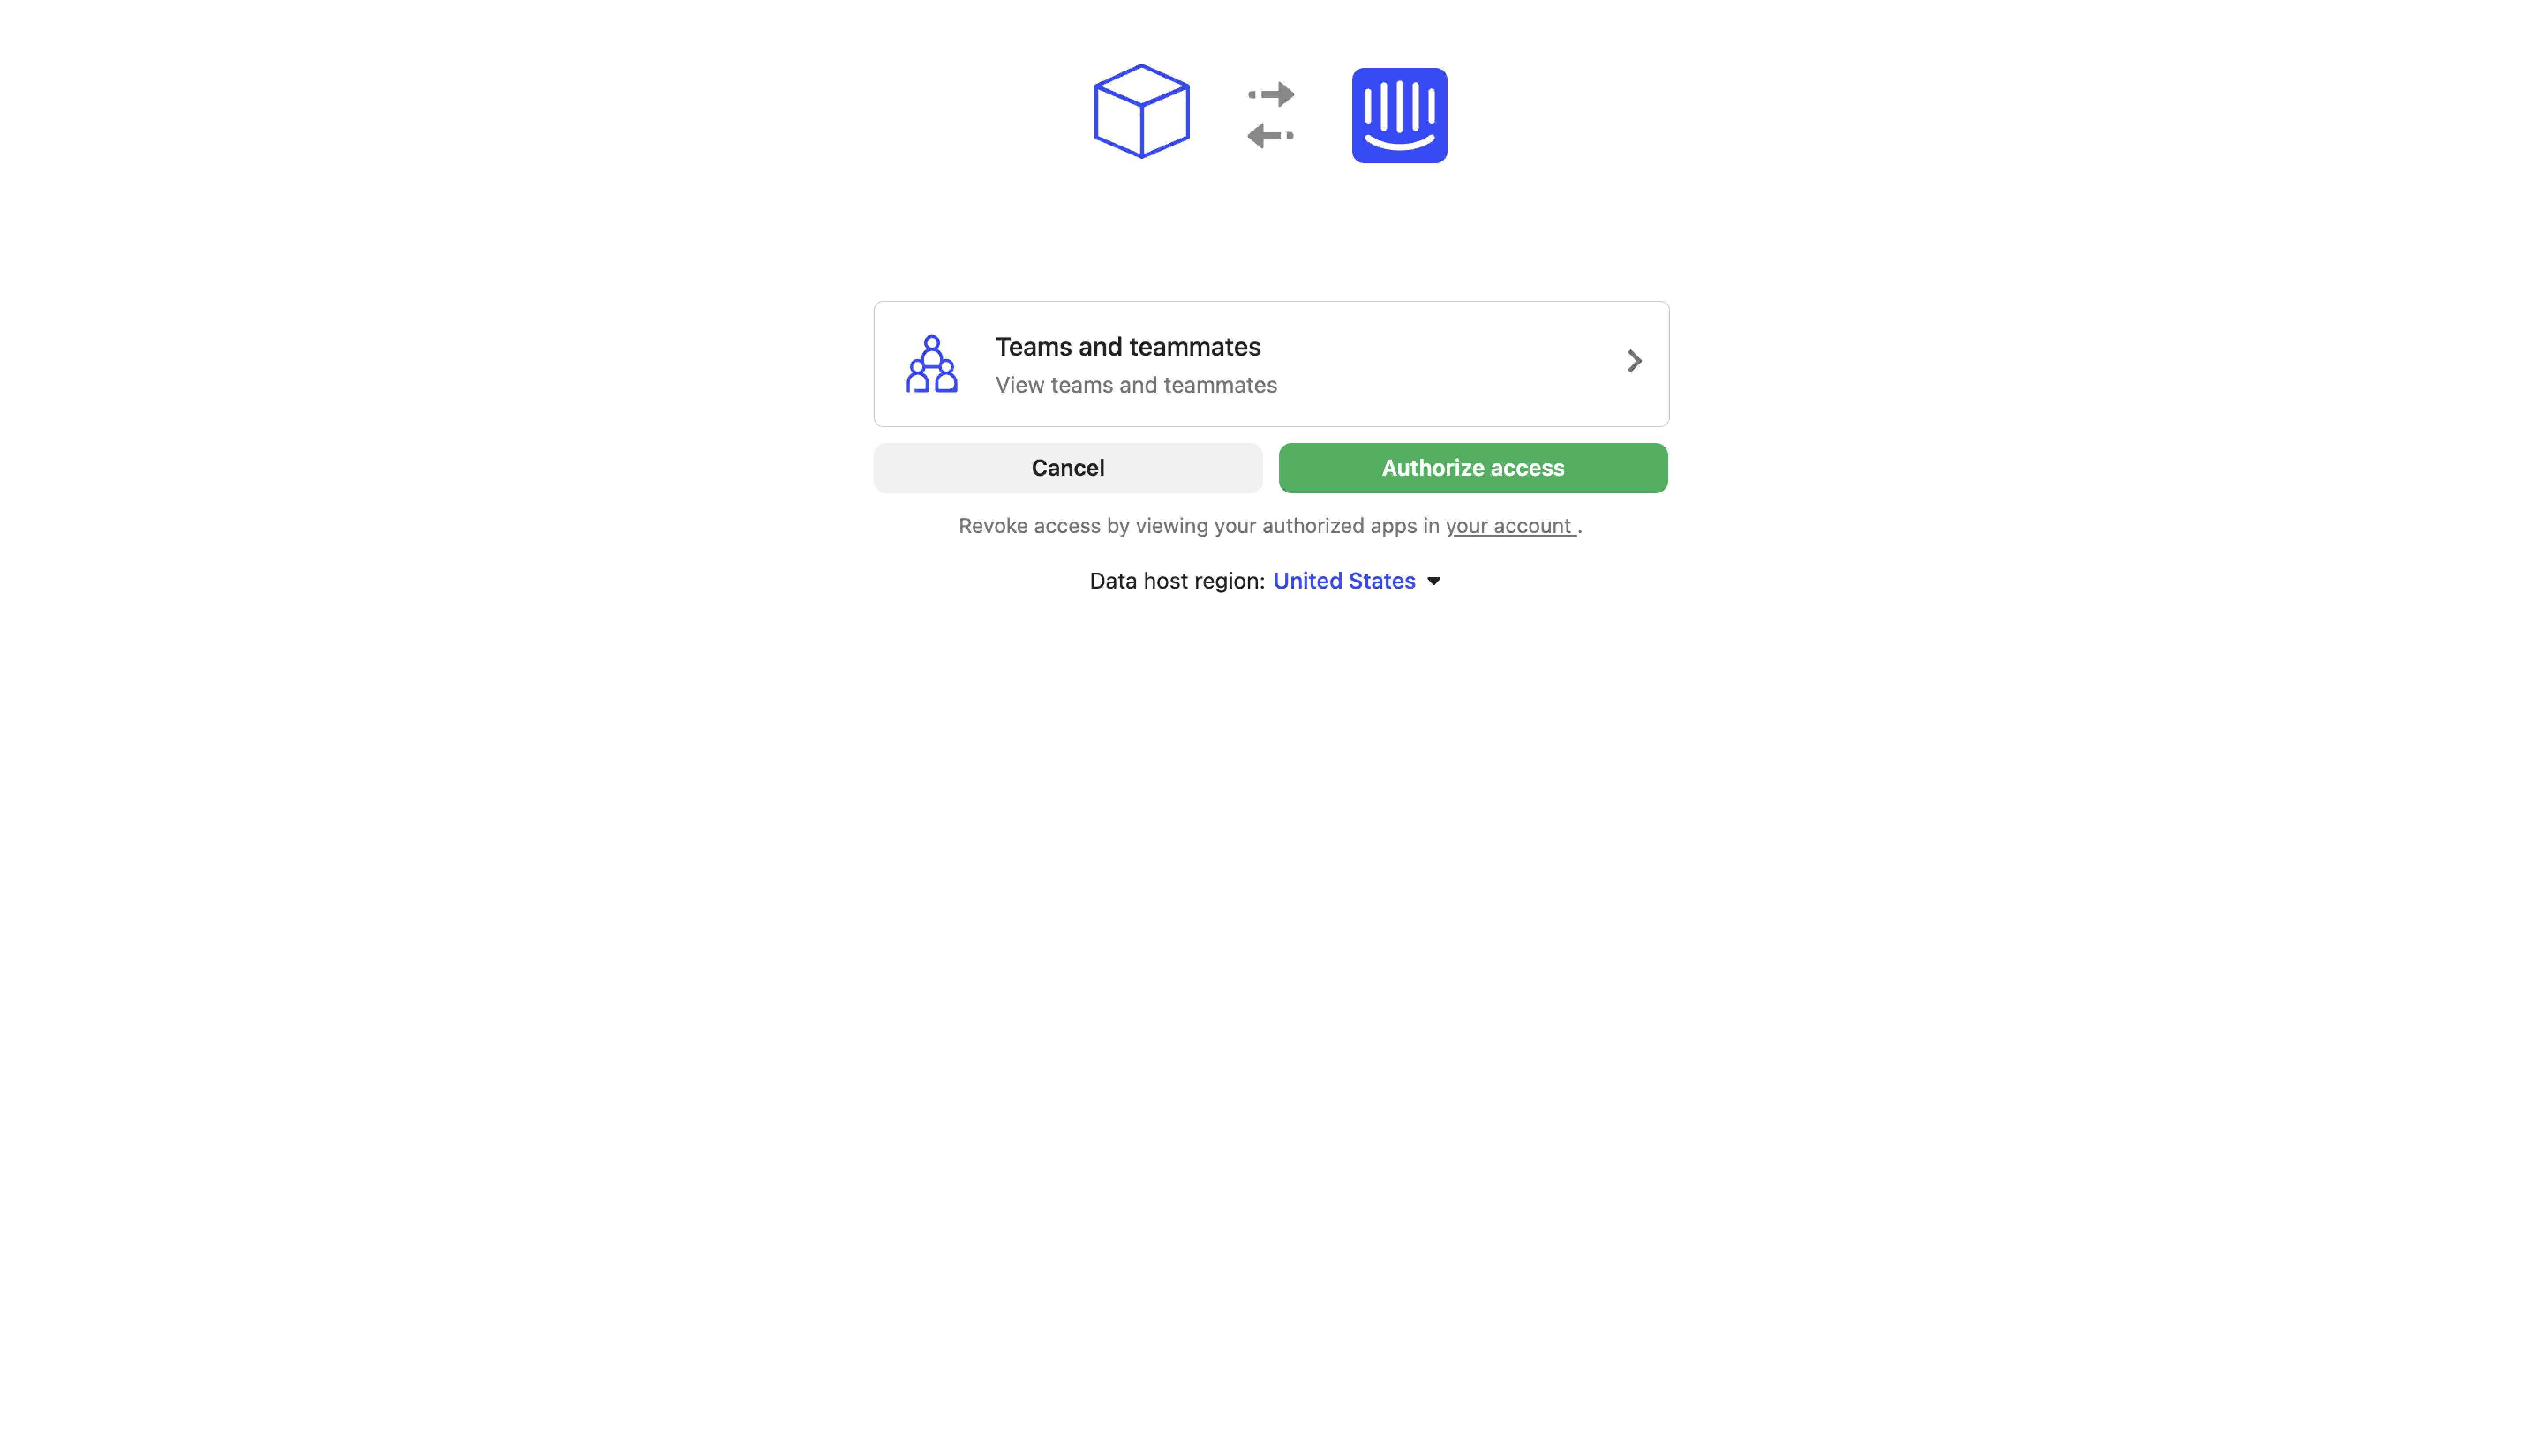 Teams and teammates
View teams and teammates
Cancel
Authorize access
Revoke access by viewing your authorized apps in your account .
Data host region: United States